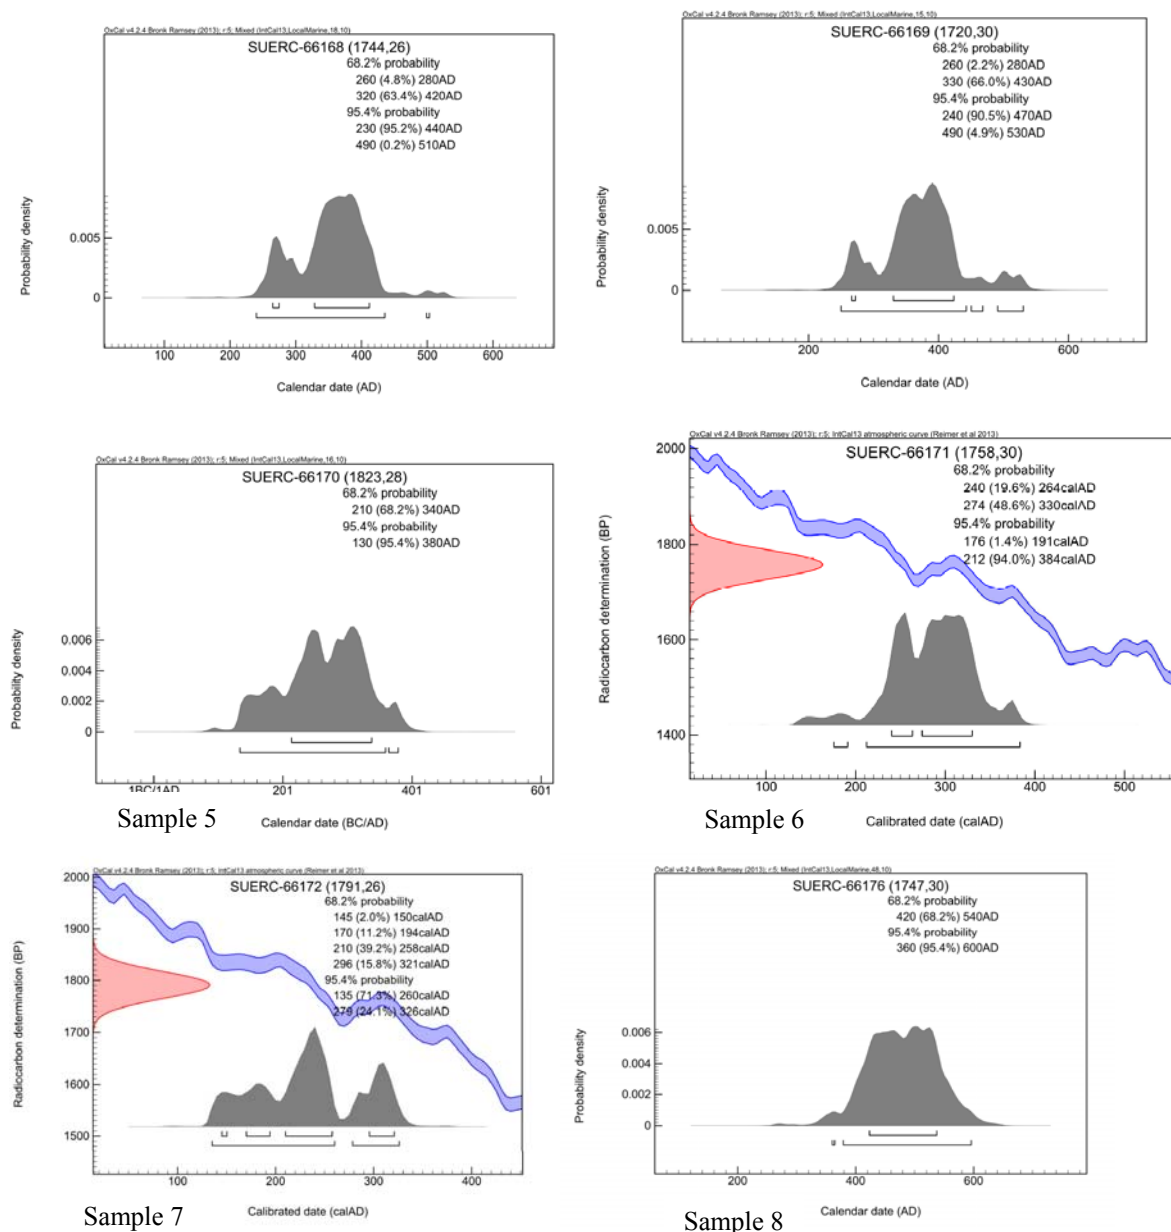 OxCal v4.2.4 Bronk Ramsey (2013); r:5; Mixed (IntCal13,LocalMarine,18,10)
SUERC-66168 (1744,26)
68.2% probability
260 (4.8%) 280AD
320 (63.4%) 420AD
95.4% probability
230 (95.2%) 440AD
490 (0.2%) 510AD
Probability density
0.005
0
100 200 300 400 500 600
Calendar date (AD)
OxCal v4.2.4 Bronk Ramsey (2013); r:5; Mixed (IntCal13,LocalMarine,15,10)
SUERC-66169 (1720,30)
68.2% probability
260 (2.2%) 280AD
330 (66.0%) 430AD
95.4% probability
240 (90.5%) 470AD
490 (4.9%) 530AD
Probability density
0.005
0
200 400 600
Calendar date (AD)
OxCal v4.2.4 Bronk Ramsey (2013); r:5; Mixed (IntCal13,LocalMarine,16,10)
SUERC-66170 (1823,28)
68.2% probability
210 (68.2%) 340AD
95.4% probability
130 (95.4%) 380AD
Probability density
0.006
0.004
0.002
0
1BC/1AD 201 401 601
Sample 5
Calendar date (BC/AD)
OxCal v4.2.4 Bronk Ramsey (2013); r:5; IntCal13 atmospheric curve (Reimer et al 2013)
SUERC-66171 (1758,30)
68.2% probability
240 (19.6%) 264calAD
274 (48.6%) 330calAD
95.4% probability
176 (1.4%) 191calAD
212 (94.0%) 384calAD
Radiocarbon determination (BP)
2000
1800
1600
1400
100 200 300 400 500
Sample 6
Calibrated date (calAD)
OxCal v4.2.4 Bronk Ramsey (2013); r:5; IntCal13 atmospheric curve (Reimer et al 2013)
SUERC-66172 (1791,26)
68.2% probability
145 (2.0%) 150calAD
170 (11.2%) 194calAD
210 (39.2%) 258calAD
296 (15.8%) 321calAD
95.4% probability
135 (71.3%) 260calAD
279 (24.1%) 326calAD
Radiocarbon determination (BP)
2000
1900
1800
1700
1600
1500
100 200 300 400
Sample 7
Calibrated date (calAD)
OxCal v4.2.4 Bronk Ramsey (2013); r:5; Mixed (IntCal13,LocalMarine,48,10)
SUERC-66176 (1747,30)
68.2% probability
420 (68.2%) 540AD
95.4% probability
360 (95.4%) 600AD
Probability density
0.006
0.004
0.002
0
200 400 600
Sample 8
Calendar date (AD)